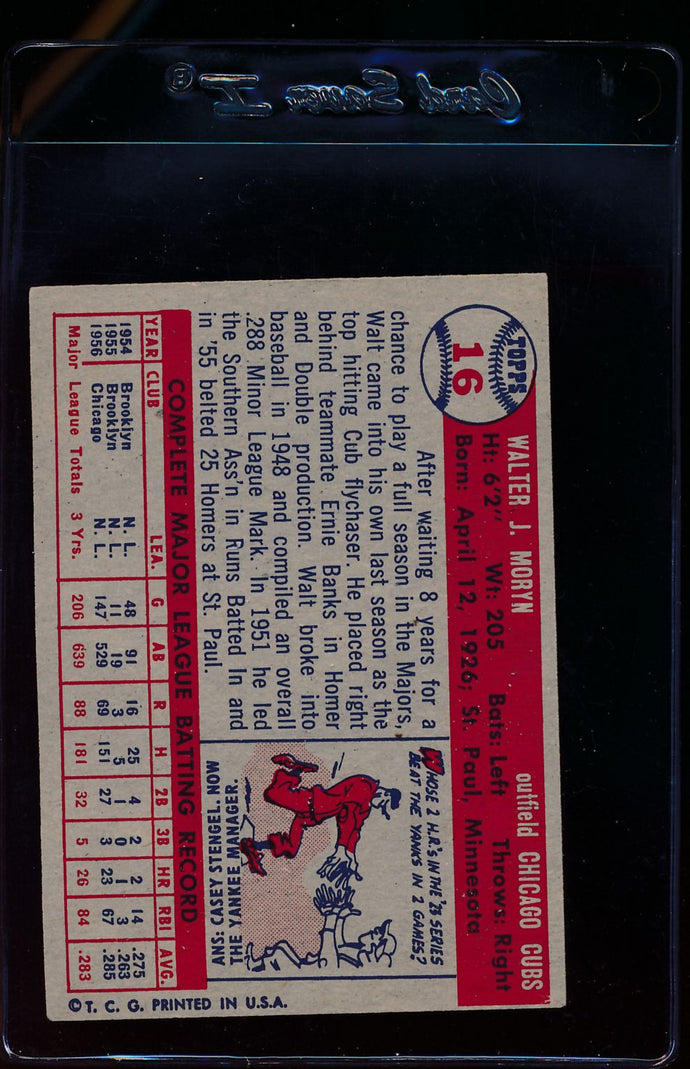 Card Saver I ®
TOPPS
16
WALTER J. MORYN outfield CHICAGO CUBS
Ht: 6'2" Wt: 205 Bats: Left Throws: Right
Born: April 12, 1926; St. Paul, Minnesota
After waiting 8 years for a
chance to play a full season in the Majors,
Walt came into his own last season as the
top hitting Cub flychaser. He placed right
behind teammate Ernie Banks in Homer
and Double production. Walt broke into
baseball in 1948 and compiled an overall
.288 Minor League Mark. In 1951 he led
the Southern Ass'n in Runs Batted In and
in '55 belted 25 Homers at St. Paul.
WHOSE 2 H.R.'S IN THE '23 SERIES
BEAT THE YANKS IN 2 GAMES?
ANS: CASEY STENGEL, NOW
THE YANKEE MANAGER.
COMPLETE MAJOR LEAGUE BATTING RECORD
YEAR CLUB LEA. G AB R H 2B 3B HR RBI AVG.
1954 Brooklyn N. L. 48 91 16 25 4 2 2 14 .275
1955 Brooklyn N. L. 11 19 3 5 1 0 1 3 .263
1956 Chicago N. L. 147 529 69 151 27 3 23 67 .285
Major League Totals 3 Yrs. 206 639 88 181 32 5 26 84 .283
© T. C. G. PRINTED IN U.S.A.